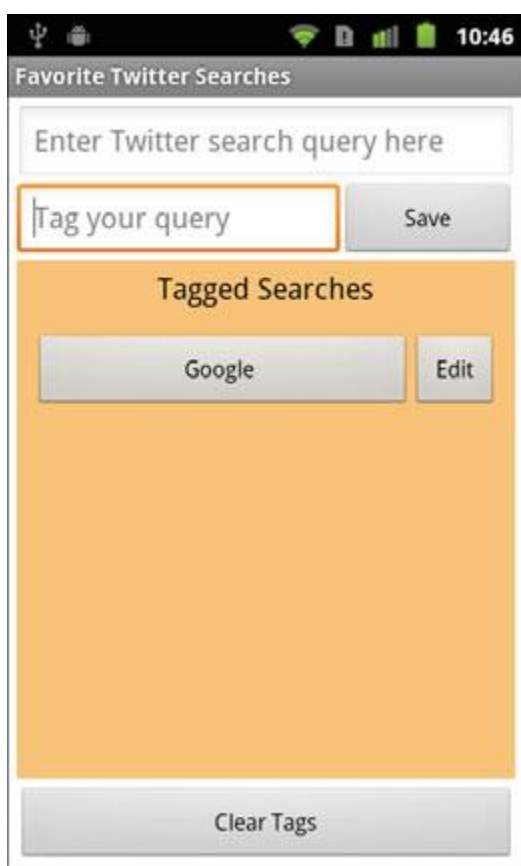 10:46
Favorite Twitter Searches
Enter Twitter search query here
Tag your query
Save
Tagged Searches
Google
Edit
Clear Tags